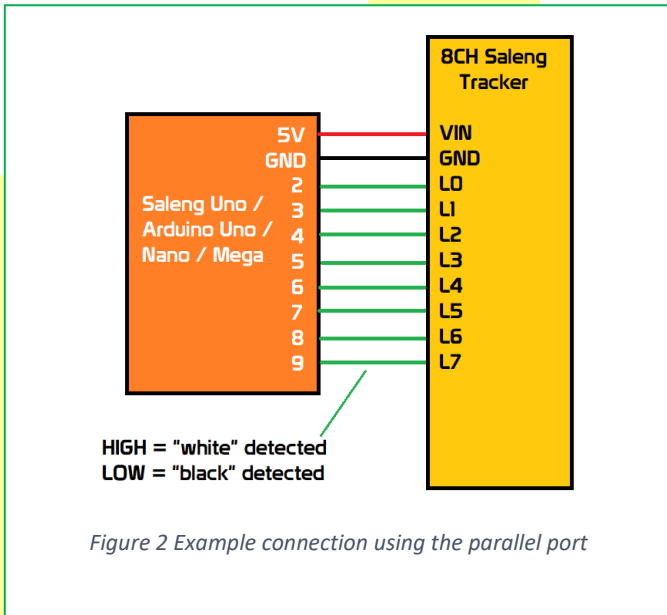 8CH Saleng
Tracker
5V
GND
2
3
4
5
6
7
8
9
Saleng Uno /
Arduino Uno /
Nano / Mega
VIN
GND
L0
L1
L2
L3
L4
L5
L6
L7
HIGH = "white" detected
LOW = "black" detected
Figure 2 Example connection using the parallel port